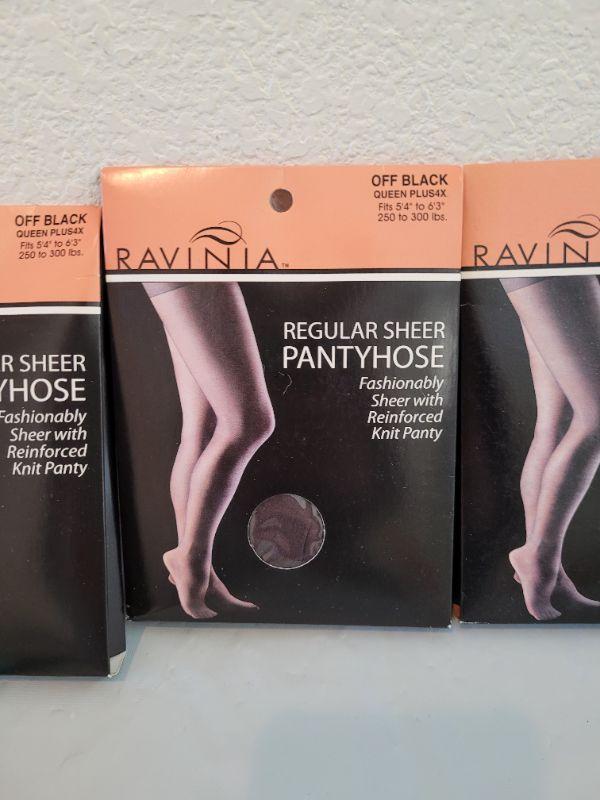 OFF BLACK
QUEEN PLUS4X
Fits 5'4" to 6'3"
250 to 300 lbs.
R SHEER
YHOSE
Fashionably
Sheer with
Reinforced
Knit Panty
OFF BLACK
QUEEN PLUS4X
Fits 5'4" to 6'3"
250 to 300 lbs.
RAVINIA™
REGULAR SHEER
PANTYHOSE
Fashionably
Sheer with
Reinforced
Knit Panty
RAVIN